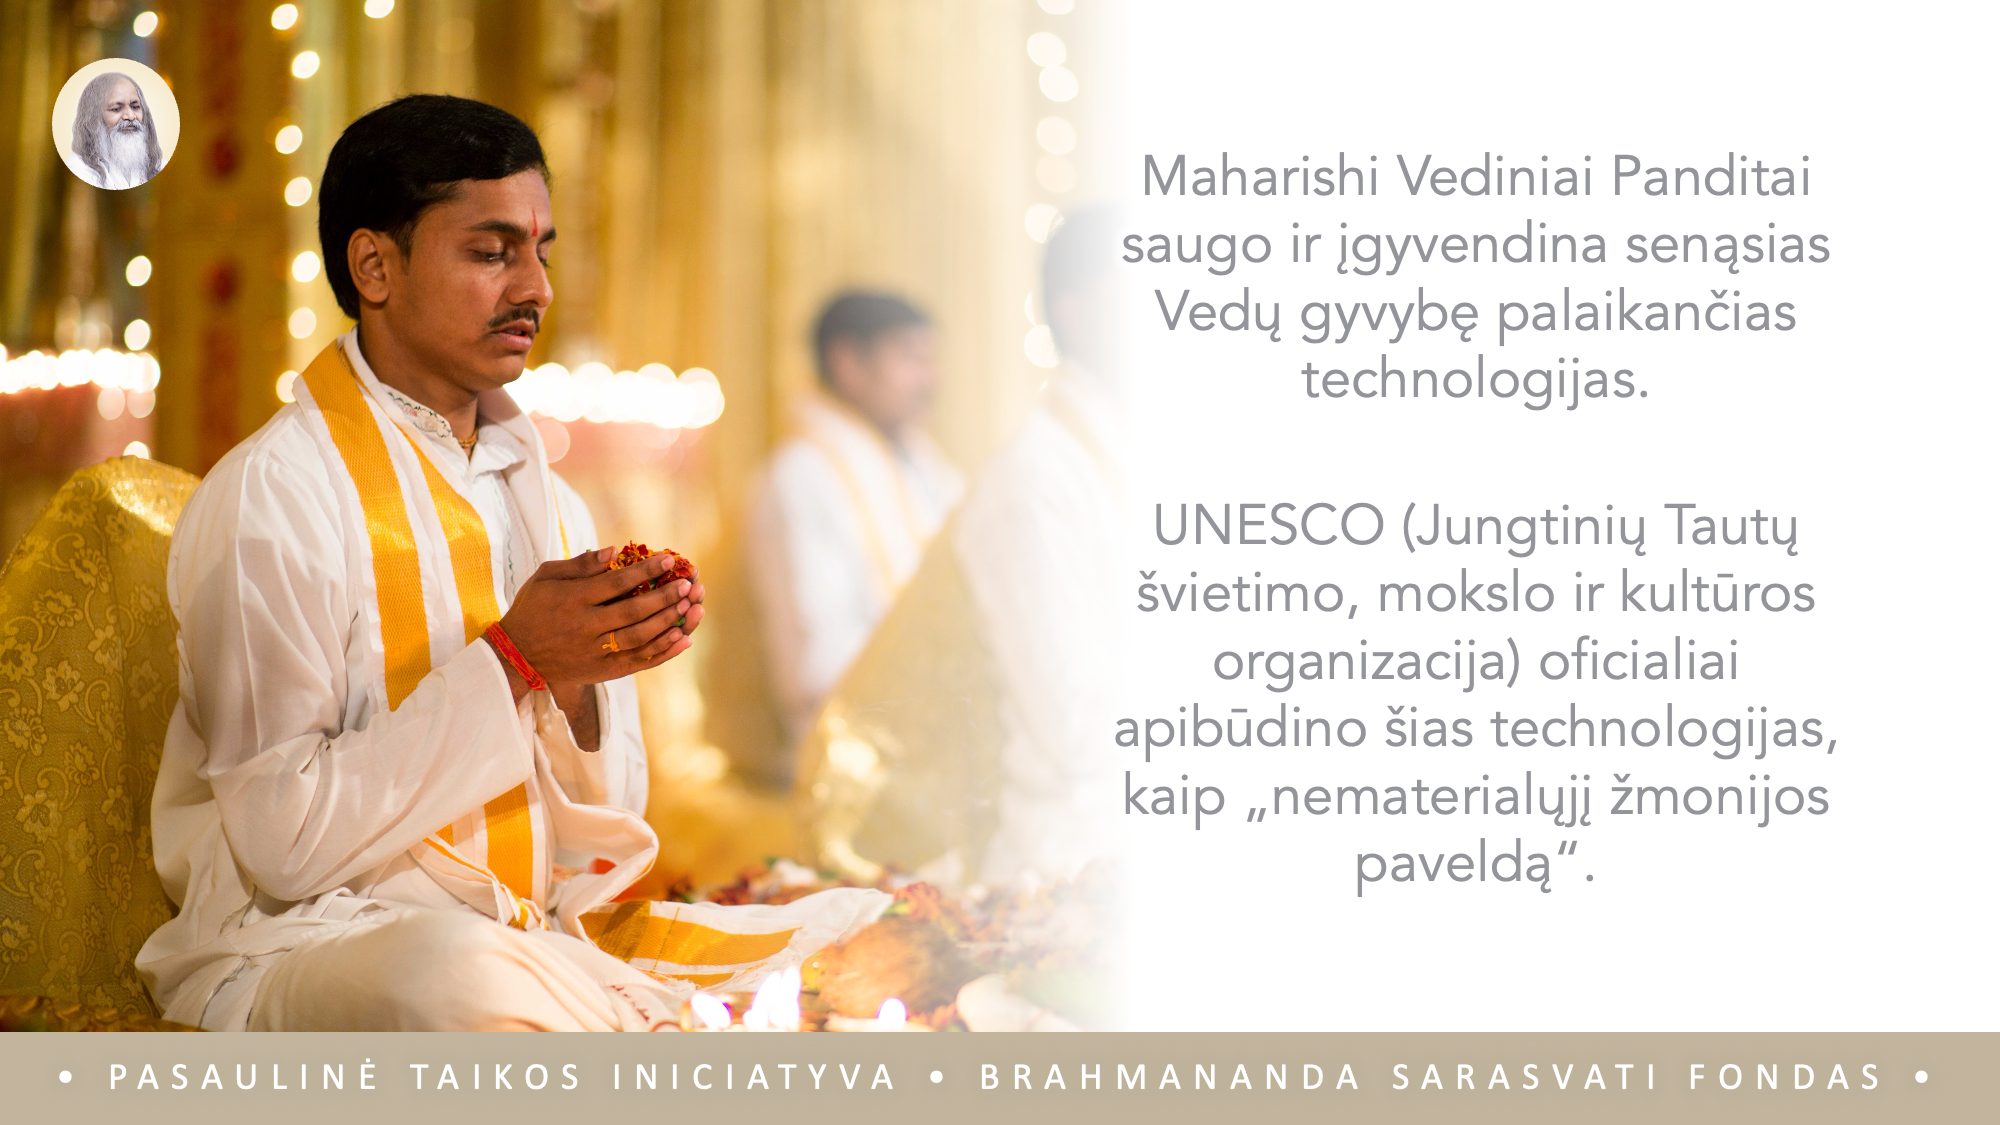 Maharishi Vediniai Panditai
saugo ir įgyvendina senąsias
Vedų gyvybę palaikančias
technologijas.
UNESCO (Jungtinių Tautų
švietimo, mokslo ir kultūros
organizacija) oficialiai
apibūdino šias technologijas,
kaip „nematerialųjį žmonijos
paveldą“.
• PASAULINĖ TAIKOS INICIATYVA • BRAHMANANDA SARASVATI FONDAS •